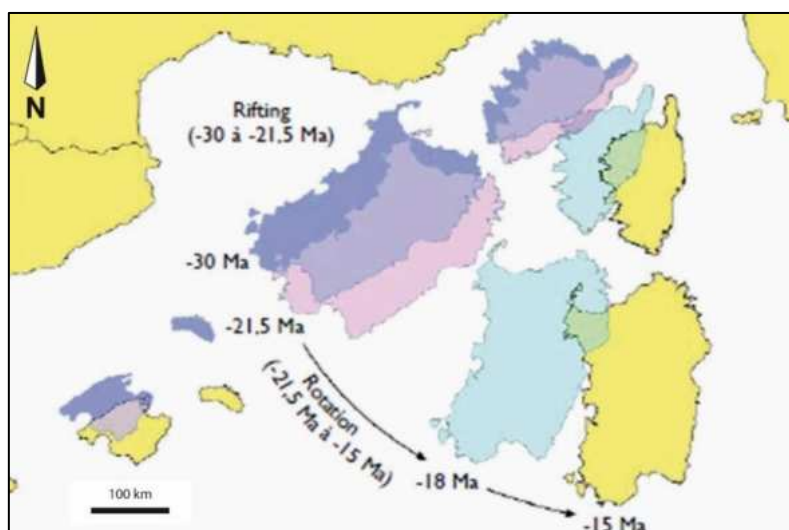 N
Rifting
(-30 à -21,5 Ma)
-30 Ma
-21,5 Ma
Rotation
(-21,5 Ma à -15 Ma)
-18 Ma
-15 Ma
100 km